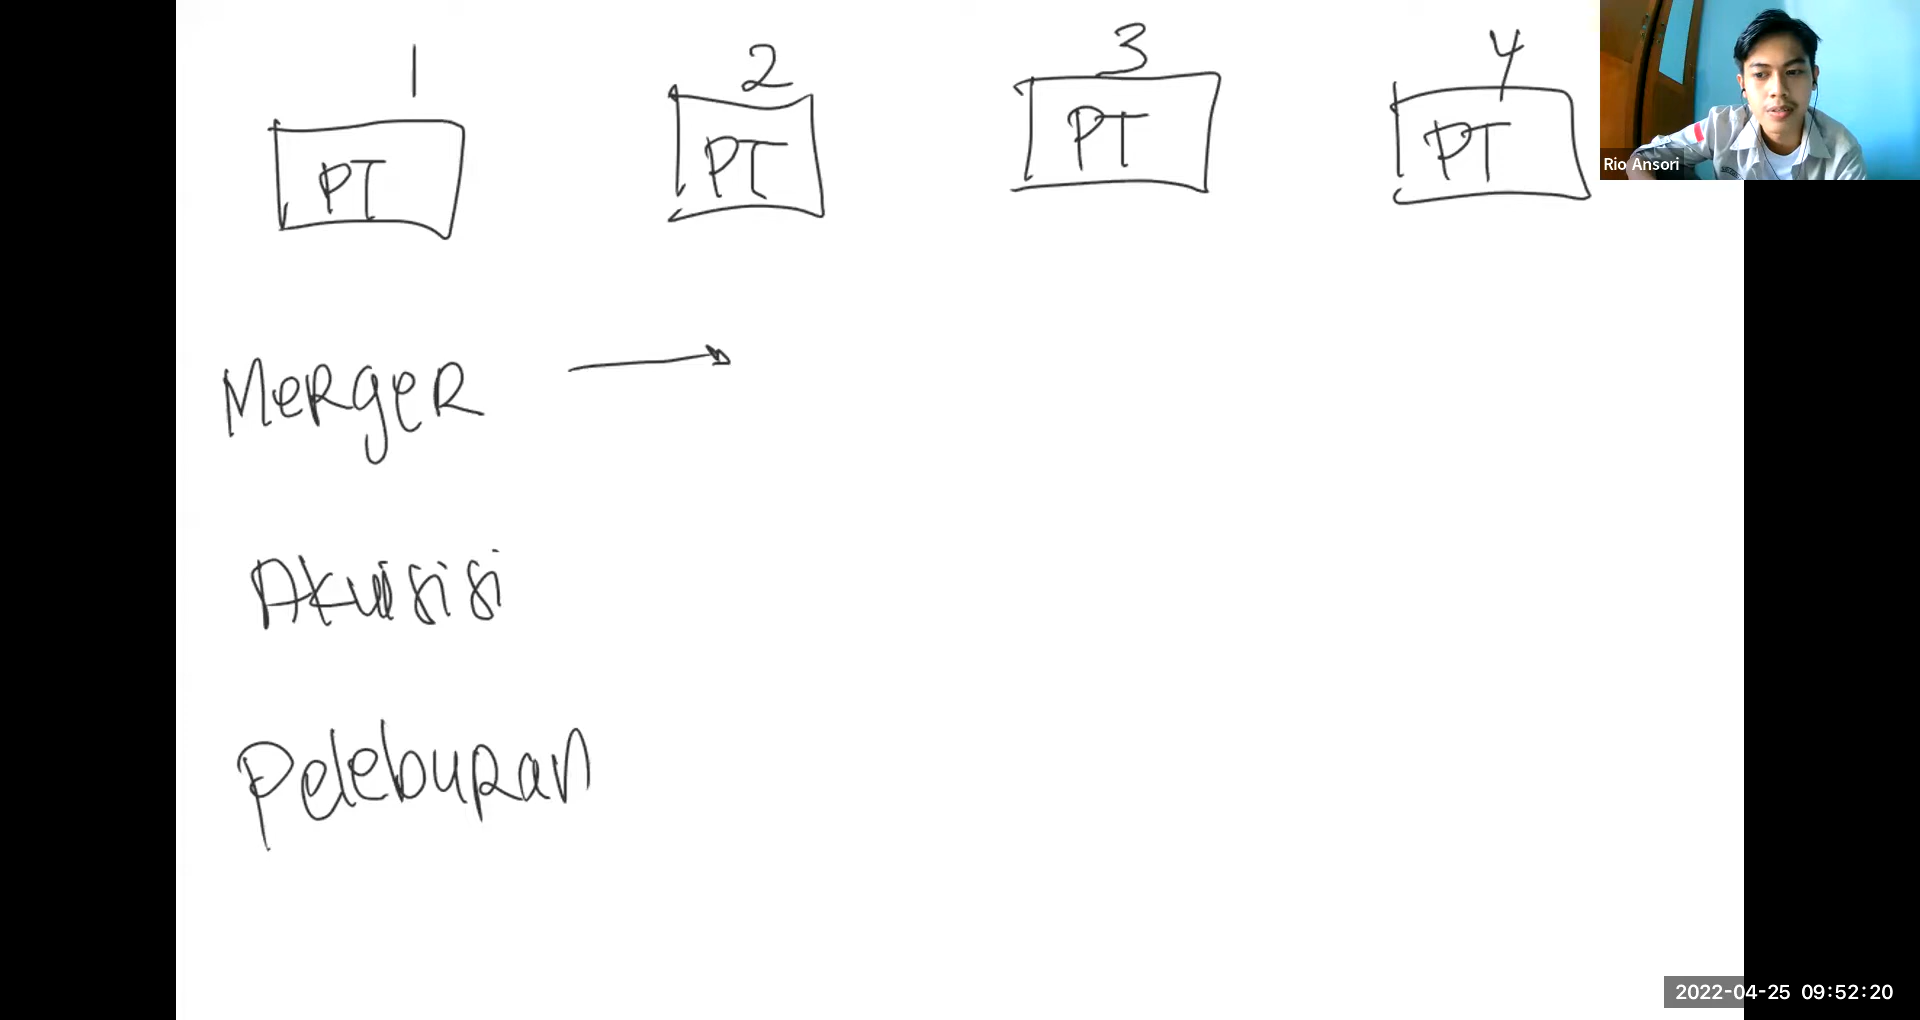 1 2 3 4
PT PT PT PT
Merger
Akuisisi
Peleburan
Rio Ansori
2022-04-25 09:52:20